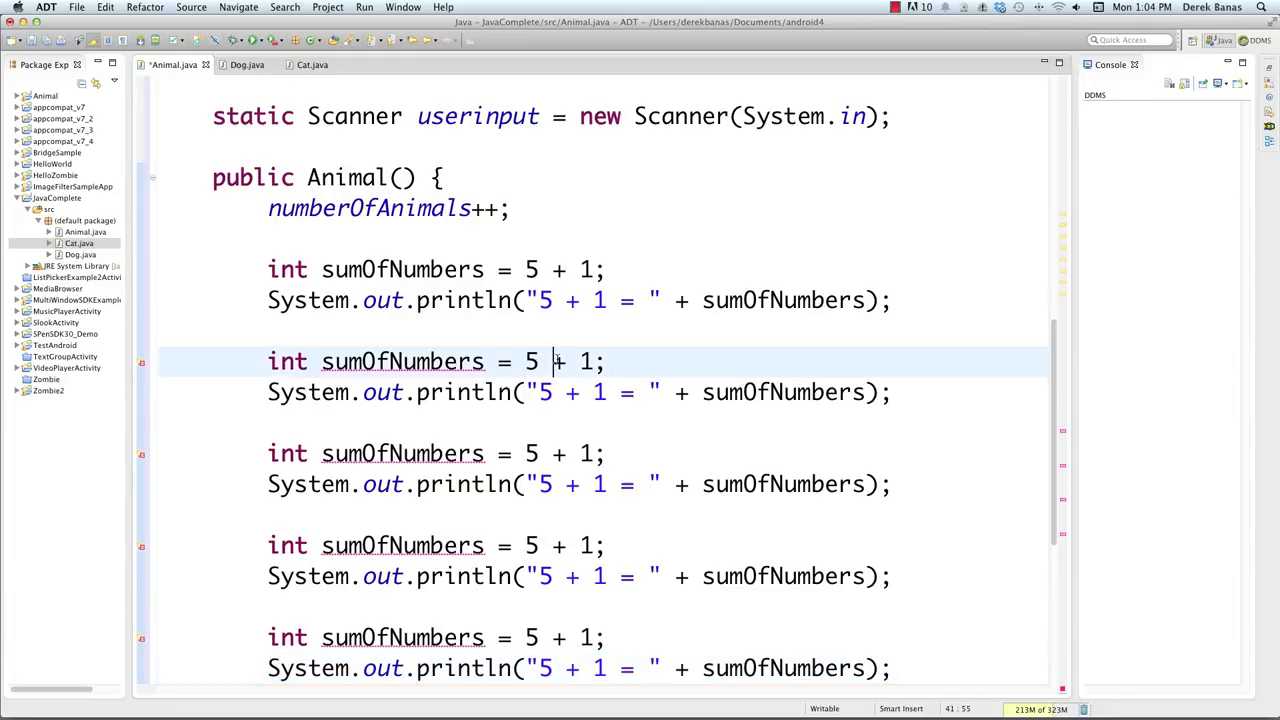 ADT File Edit Refactor Source Navigate Search Project Run Window Help 10 Mon 1:04 PM Derek Banas
Java – JavaComplete/src/Animal.java – ADT – /Users/derekbanas/Documents/android4
Quick Access Java DDMS
Package Exp
*Animal.java Dog.java Cat.java
Console
DDMS
Animal
appcompat_v7
appcompat_v7_2
appcompat_v7_3
appcompat_v7_4
BridgeSample
HelloWorld
HelloZombie
ImageFilterSampleApp
JavaComplete
src
(default package)
Animal.java
Cat.java
Dog.java
JRE System Library [Ja
ListPickerExample2Activi
MediaBrowser
MultiWindowSDKExample
MusicPlayerActivity
SlookActivity
SPenSDK30_Demo
TestAndroid
TextGroupActivity
VideoPlayerActivity
Zombie
Zombie2
static Scanner userinput = new Scanner(System.in);
public Animal() {
numberOfAnimals++;
int sumOfNumbers = 5 + 1;
System.out.println("5 + 1 = " + sumOfNumbers);
int sumOfNumbers = 5 + 1;
System.out.println("5 + 1 = " + sumOfNumbers);
int sumOfNumbers = 5 + 1;
System.out.println("5 + 1 = " + sumOfNumbers);
int sumOfNumbers = 5 + 1;
System.out.println("5 + 1 = " + sumOfNumbers);
int sumOfNumbers = 5 + 1;
System.out.println("5 + 1 = " + sumOfNumbers);
Writable Smart Insert 41 : 55 213M of 323M